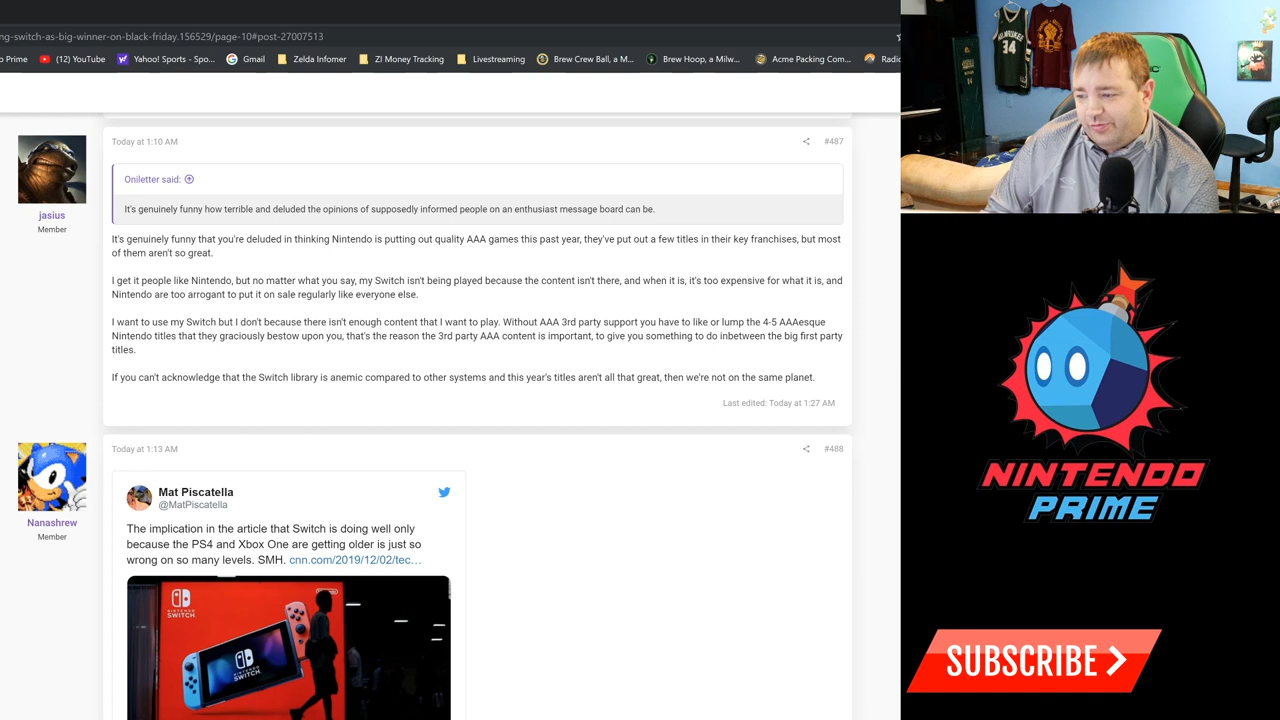 ng-switch-as-big-winner-on-black-friday.156529/page-10#post-27007513
o Prime
(12) YouTube
Yahoo! Sports - Spo...
Gmail
Zelda Infomer
Z! Money Tracking
Livestreaming
Brew Crew Ball, a M...
Brew Hoop, a Milw...
Acme Packing Com...
Radio
MILWAUKEE
34
Today at 1:10 AM
#487
jasius
Member
Oniletter said:
It's genuinely funny how terrible and deluded the opinions of supposedly informed people on an enthusiast message board can be.
It's genuinely funny that you're deluded in thinking Nintendo is putting out quality AAA games this past year, they've put out a few titles in their key franchises, but most
of them aren't so great.
I get it people like Nintendo, but no matter what you say, my Switch isn't being played because the content isn't there, and when it is, it's too expensive for what it is, and
Nintendo are too arrogant to put it on sale regularly like everyone else.
I want to use my Switch but I don't because there isn't enough content that I want to play. Without AAA 3rd party support you have to like or lump the 4-5 AAAesque
Nintendo titles that they graciously bestow upon you, that's the reason the 3rd party AAA content is important, to give you something to do inbetween the big first party
titles.
If you can't acknowledge that the Switch library is anemic compared to other systems and this year's titles aren't all that great, then we're not on the same planet.
Last edited: Today at 1:27 AM
Today at 1:13 AM
#488
Nanashrew
Member
Mat Piscatella
@MatPiscatella
The implication in the article that Switch is doing well only
because the PS4 and Xbox One are getting older is just so
wrong on so many levels. SMH. cnn.com/2019/12/02/tec...
NINTENDO
SWITCH
NINTENDO
SWITCH
NINTENDO
PRIME
SUBSCRIBE